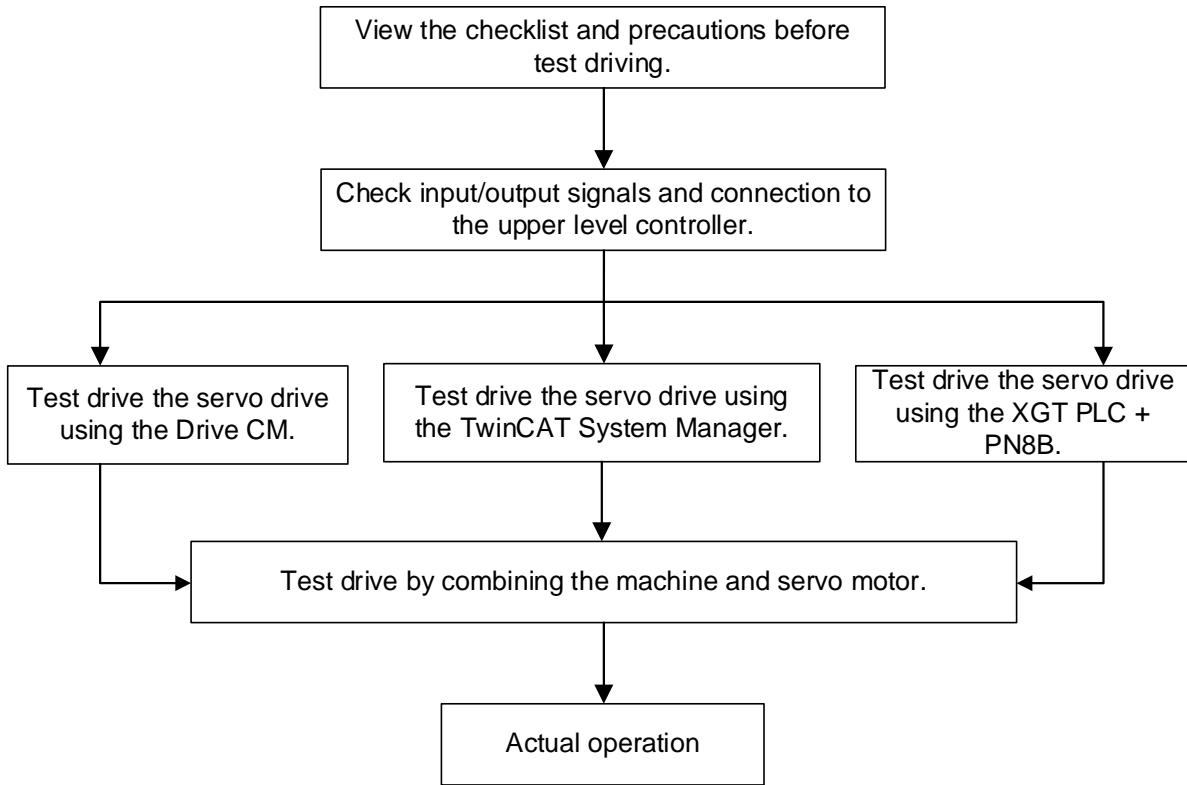 View the checklist and precautions before
test driving.
Check input/output signals and connection to
the upper level controller.
Test drive the servo drive
using the Drive CM.
Test drive the servo drive using
the TwinCAT System Manager.
Test drive the servo drive
using the XGT PLC +
PN8B.
Test drive by combining the machine and servo motor.
Actual operation